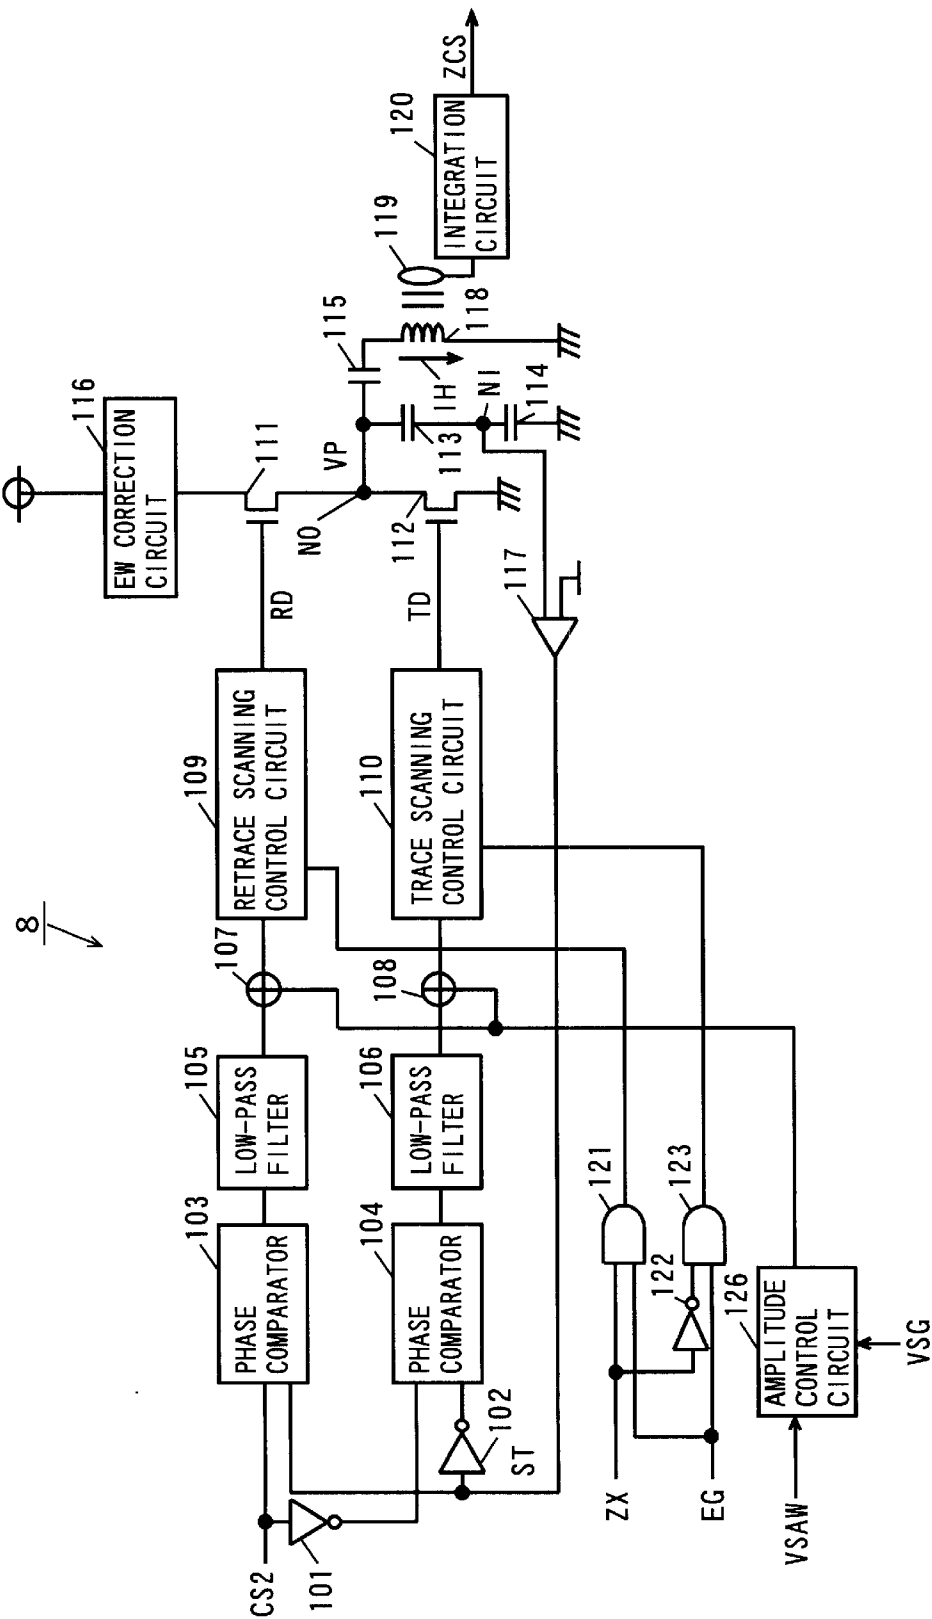 8
116
EW CORRECTION
CIRCUIT
111
NO
VP
115
119
120
INTEGRATION
CIRCUIT
ZCS
118
IH
NI
113
114
112
117
RD
TD
109
RETRACE SCANNING
CONTROL CIRCUIT
110
TRACE SCANNING
CONTROL CIRCUIT
107
108
105
LOW-PASS
FILTER
106
LOW-PASS
FILTER
103
PHASE
COMPARATOR
104
PHASE
COMPARATOR
CS2
101
102
ST
121
122
123
ZX
EG
126
AMPLITUDE
CONTROL
CIRCUIT
VSAW
VSG